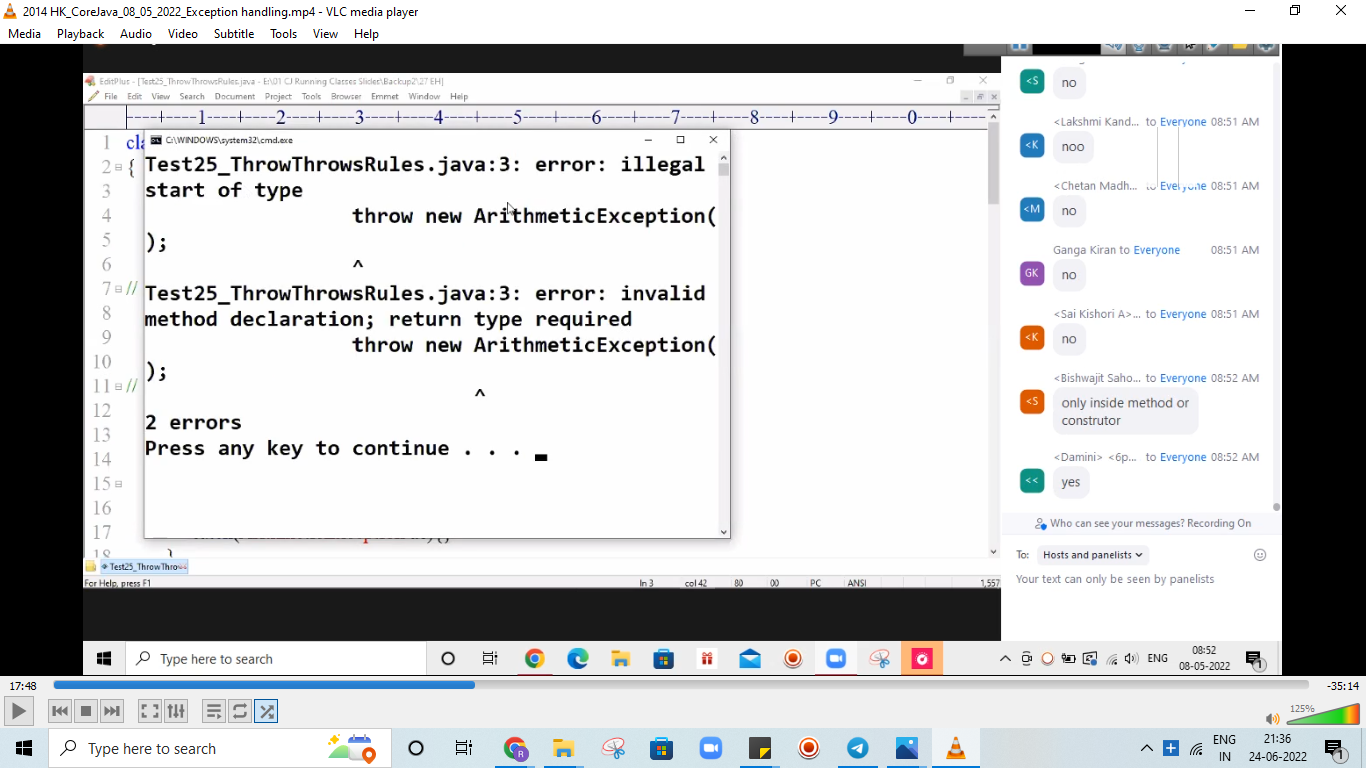 2014 HK_CoreJava_08_05_2022_Exception handling.mp4 - VLC media player
Media Playback Audio Video Subtitle Tools View Help
EditPlus - [Test25_ThrowThrowsRules.java - E:\01 CJ Running Classes Slides\Backup2\27 EH]
File Edit View Search Document Project Tools Browser Emmet Window Help
1 2 3 4 5 6 7 8 9 0
C:\WINDOWS\system32\cmd.exe
1 cla
2 {
3
4
5
6
7 //
8
9
10
11 //
12
13
14
15
16
17
18 }
Test25_ThrowThrowsRules.java:3: error: illegal
start of type
throw new ArithmeticException(
);
^
Test25_ThrowThrowsRules.java:3: error: invalid
method declaration; return type required
throw new ArithmeticException(
);
^
2 errors
Press any key to continue . . .
Test25_ThrowThro
For Help, press F1 ln 3 col 42 80 00 PC ANSI 1,557
<S no
<Lakshmi Kand... to Everyone 08:51 AM
<K noo
<Chetan Madh... to Everyone 08:51 AM
<M no
Ganga Kiran to Everyone 08:51 AM
GK no
<Sai Kishori A>... to Everyone 08:51 AM
<K no
<Bishwajit Saho... to Everyone 08:52 AM
<S only inside method or
construtor
<Damini> <6p... to Everyone 08:52 AM
<< yes
Who can see your messages? Recording On
To: Hosts and panelists
Your text can only be seen by panelists
Type here to search ENG 08:52
08-05-2022 1
17:48 -35:14
125%
Type here to search R ENG 21:36
IN 24-06-2022 1